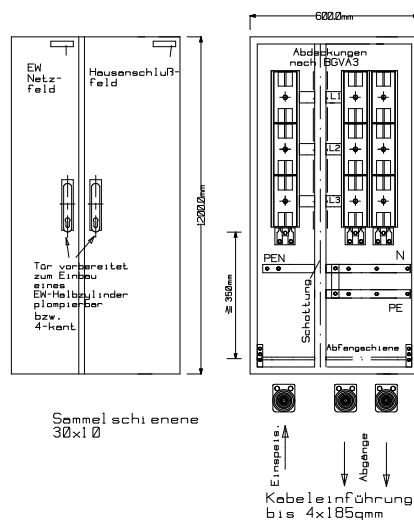 600.0mm
EW
Netz-
feld
Hausanschluß-
feld
Tür vorbereitet
zum Einbau
eines
EW-Halbzylinder
plompierbar
bzw.
4-kant
1200.0mm
Abdeckungen
nach BGVA3
L1
L2
L3
PEN
N
PE
Schottung
350mm
Abfangschiene
Sammelschienene
30x10
Einspeis.
Abgänge
Kabeleinführung
bis 4x185qmm